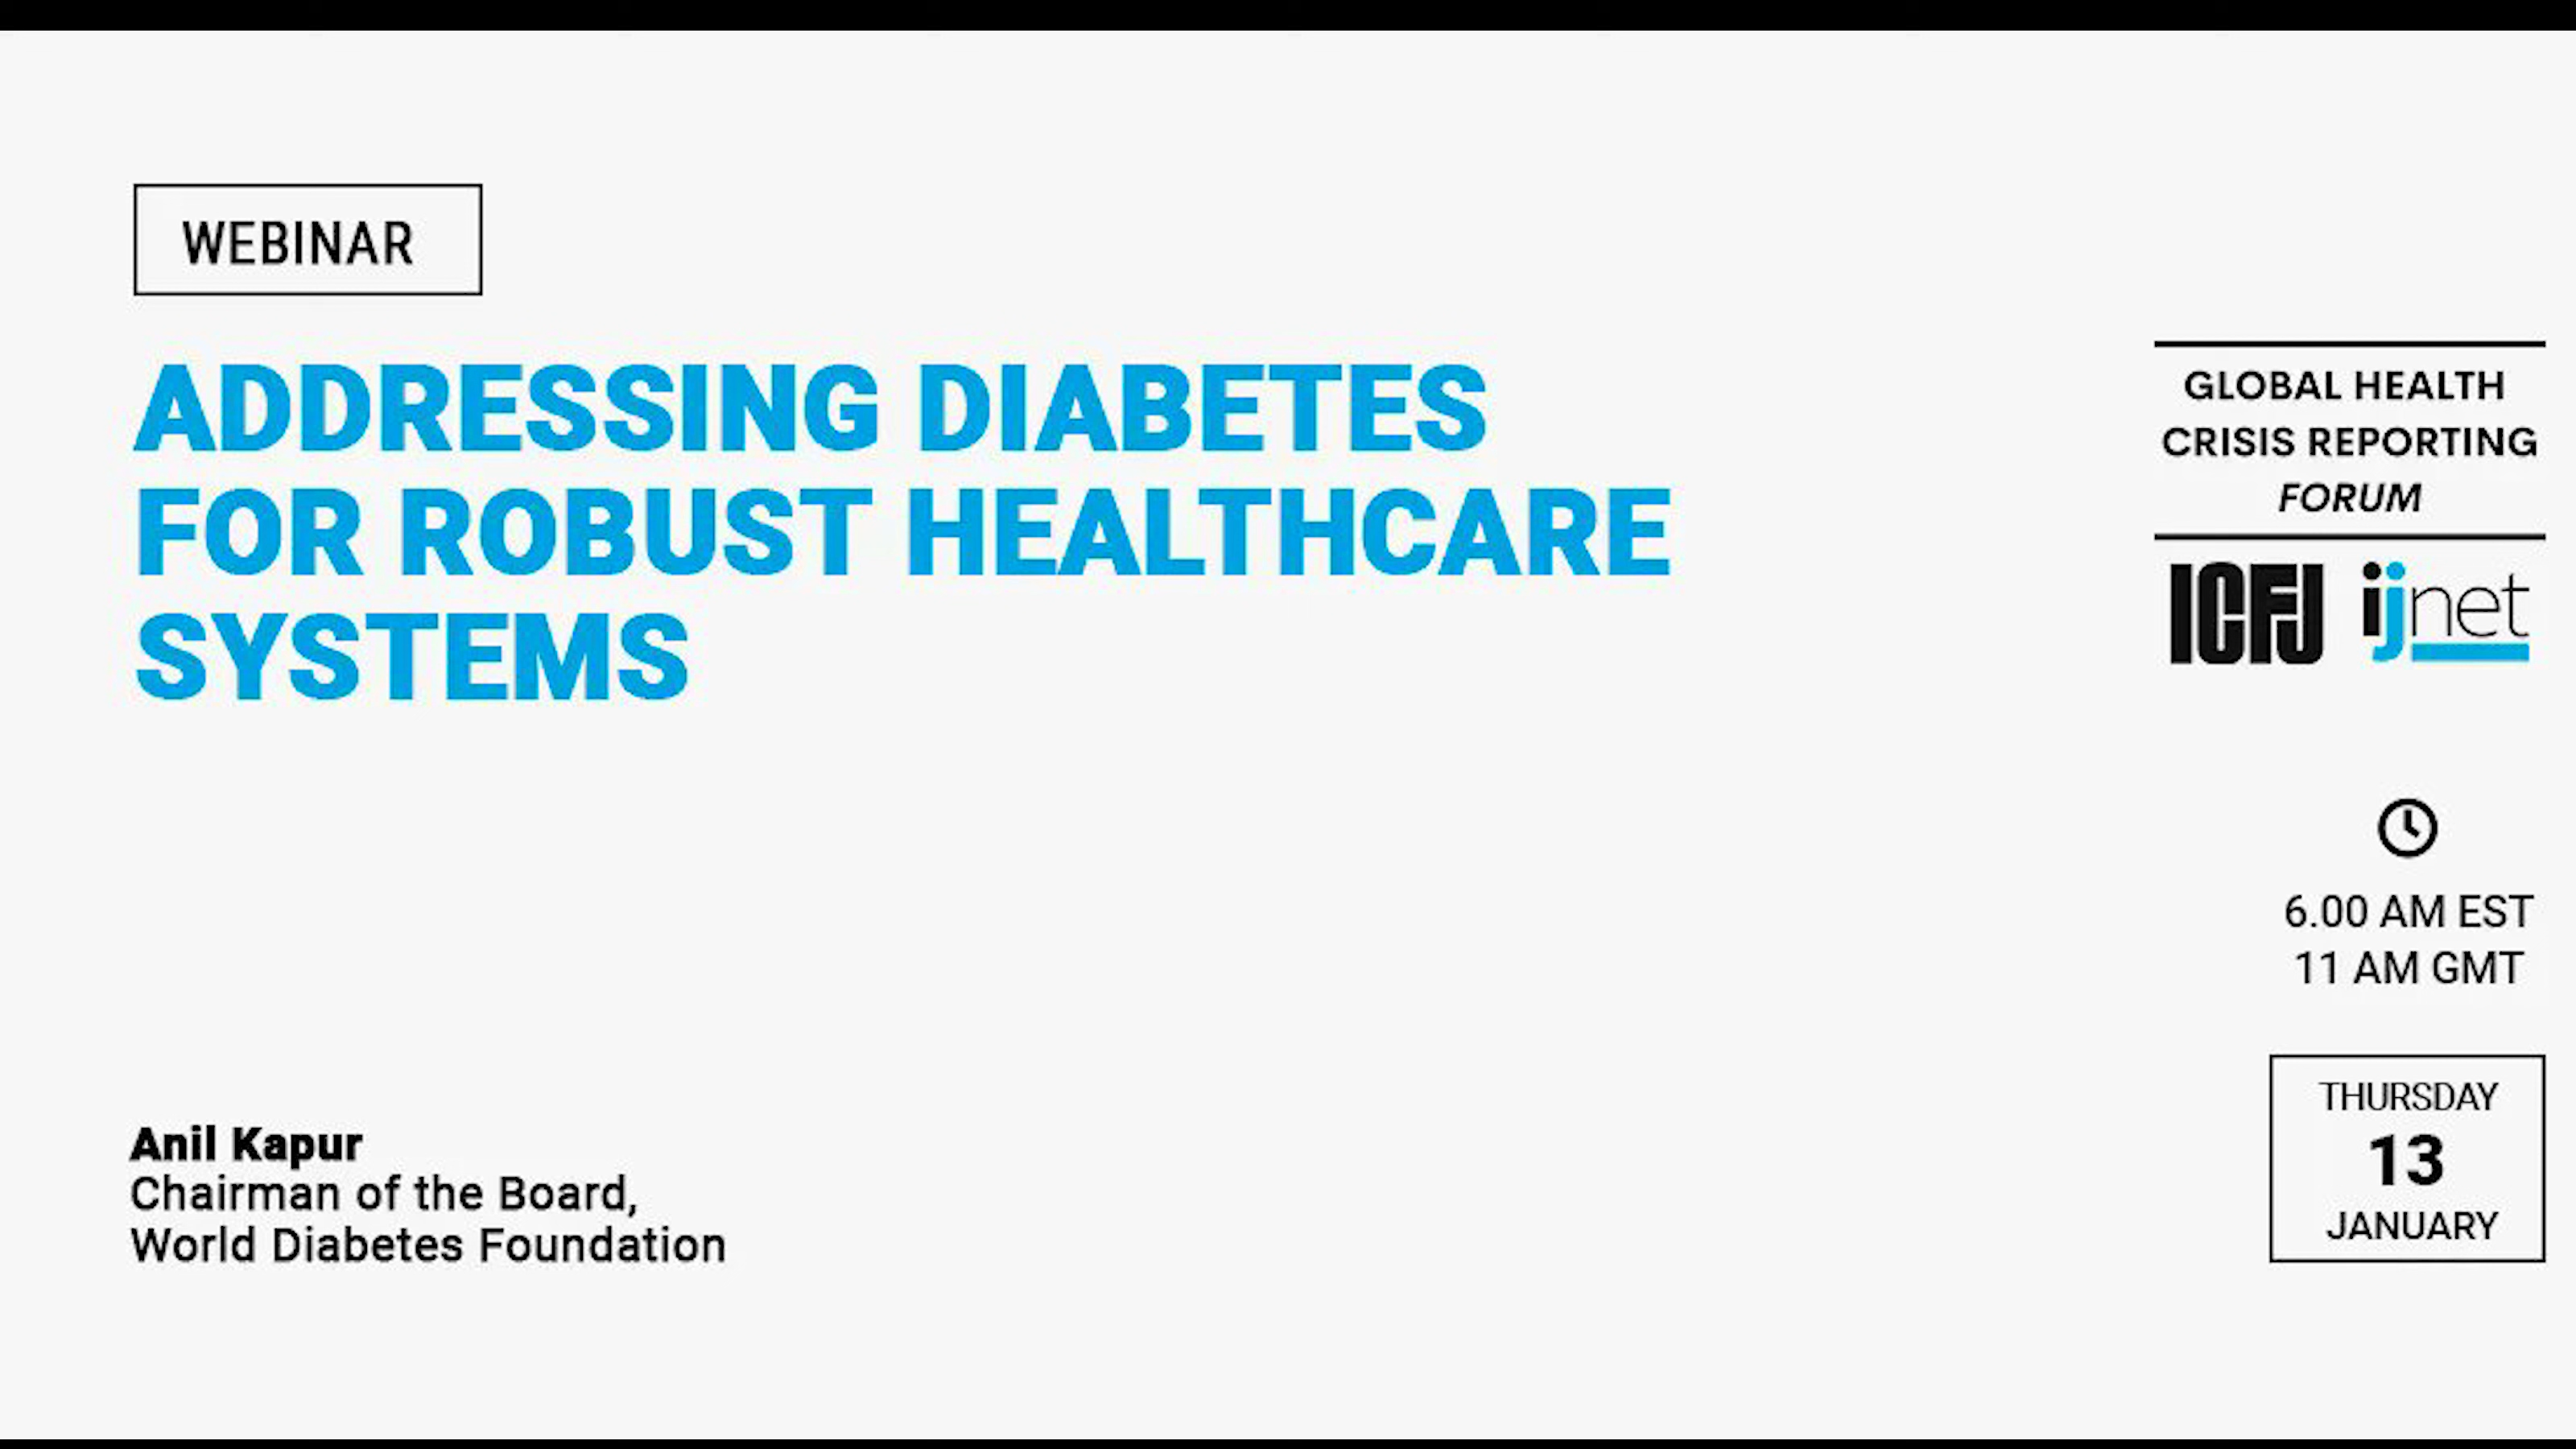 WEBINAR
ADDRESSING DIABETES
FOR ROBUST HEALTHCARE
SYSTEMS
Anil Kapur
Chairman of the Board,
World Diabetes Foundation
GLOBAL HEALTH
CRISIS REPORTING
FORUM
ICFJ ijnet
6.00 AM EST
11 AM GMT
THURSDAY
13
JANUARY